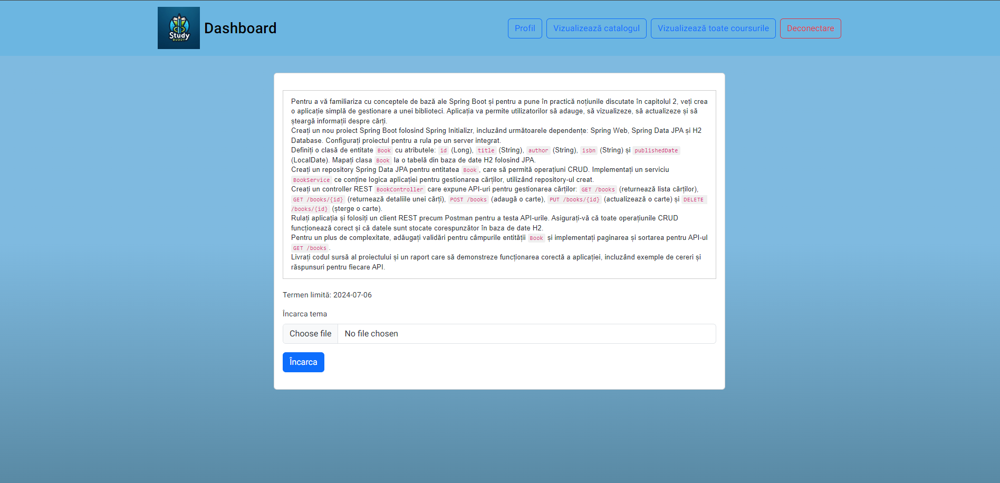 Study
BUDDY
Dashboard
Profil
Vizualizează catalogul
Vizualizează toate coursurile
Deconectare
Pentru a vă familiariza cu conceptele de bază ale Spring Boot și pentru a pune în practică noțiunile discutate în capitolul 2, veți crea
o aplicație simplă de gestionare a unei biblioteci. Aplicația va permite utilizatorilor să adauge, să vizualizeze, să actualizeze și să
șteargă informații despre cărți.
Creați un nou proiect Spring Boot folosind Spring Initializr, incluzând următoarele dependențe: Spring Web, Spring Data JPA și H2
Database. Configurați proiectul pentru a rula pe un server integrat.
Definiți o clasă de entitate Book cu atributele: id (Long), title (String), author (String), isbn (String) și publishedDate
(LocalDate). Mapați clasa Book la o tabelă din baza de date H2 folosind JPA.
Creați un repository Spring Data JPA pentru entitatea Book, care să permită operațiuni CRUD. Implementați un serviciu
BookService ce conține logica aplicației pentru gestionarea cărților, utilizând repository-ul creat.
Creați un controller REST BookController care expune API-uri pentru gestionarea cărților: GET /books (returnează lista cărților),
GET /books/{id} (returnează detaliile unei cărți), POST /books (adaugă o carte), PUT /books/{id} (actualizează o carte) și DELETE
/books/{id} (șterge o carte).
Rulați aplicația și folosiți un client REST precum Postman pentru a testa API-urile. Asigurați-vă că toate operațiunile CRUD
funcționează corect și că datele sunt stocate corespunzător în baza de date H2.
Pentru un plus de complexitate, adăugați validări pentru câmpurile entității Book și implementați paginarea și sortarea pentru API-ul
GET /books.
Livrați codul sursă al proiectului și un raport care să demonstreze funcționarea corectă a aplicației, incluzând exemple de cereri și
răspunsuri pentru fiecare API.
Termen limită: 2024-07-06
Încarca tema
Choose file
No file chosen
Încarca